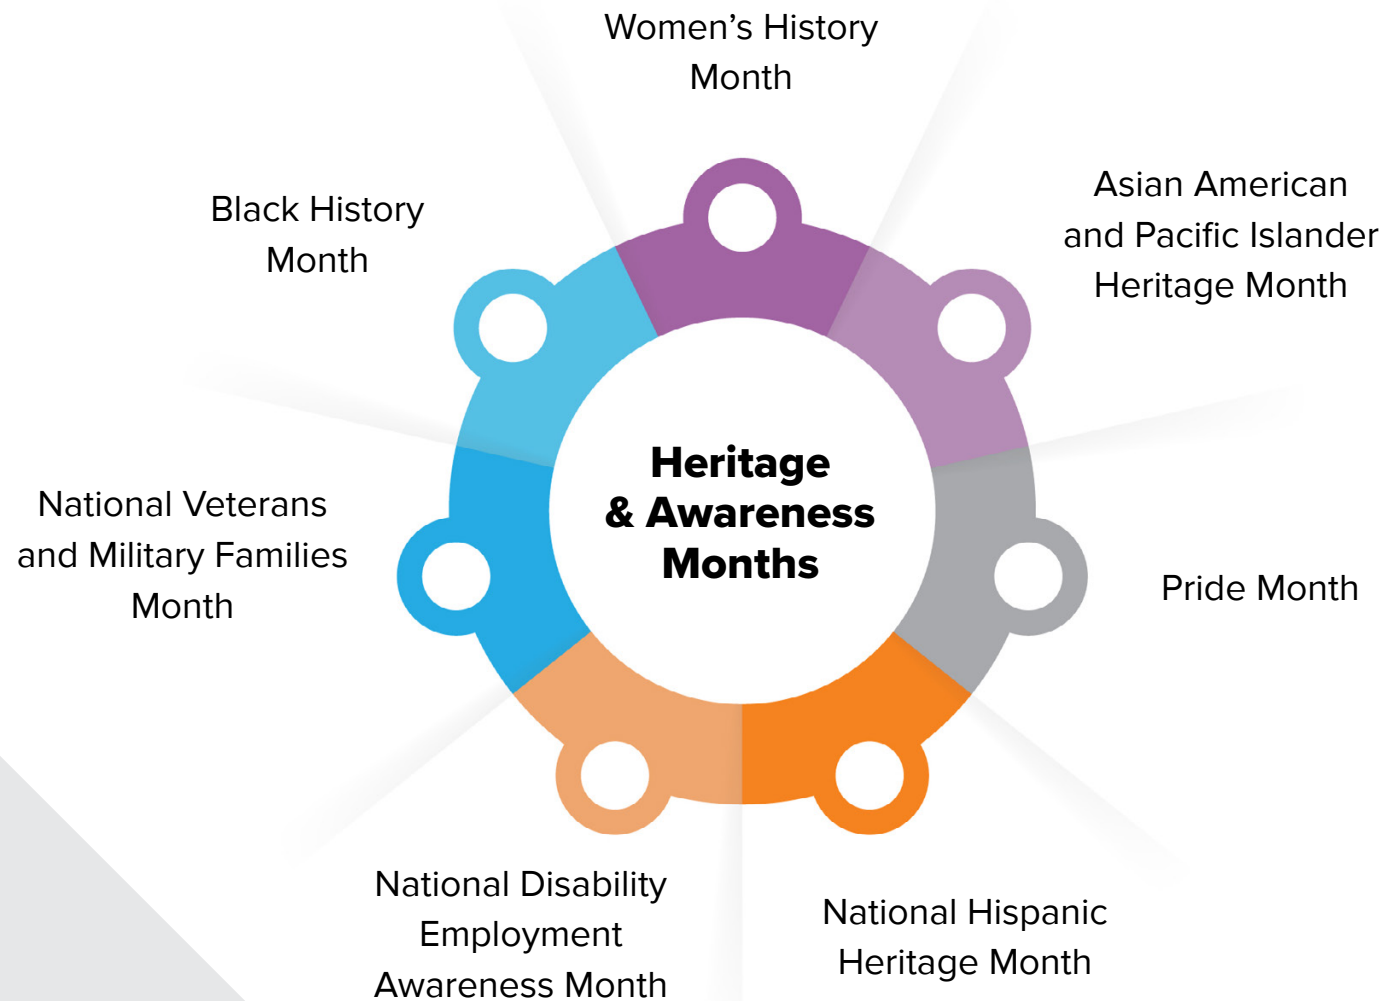 Women’s History
Month
Asian American
and Pacific Islander
Heritage Month
Black History
Month
Heritage
& Awareness
Months
National Veterans
and Military Families
Month
Pride Month
National Disability
Employment
Awareness Month
National Hispanic
Heritage Month